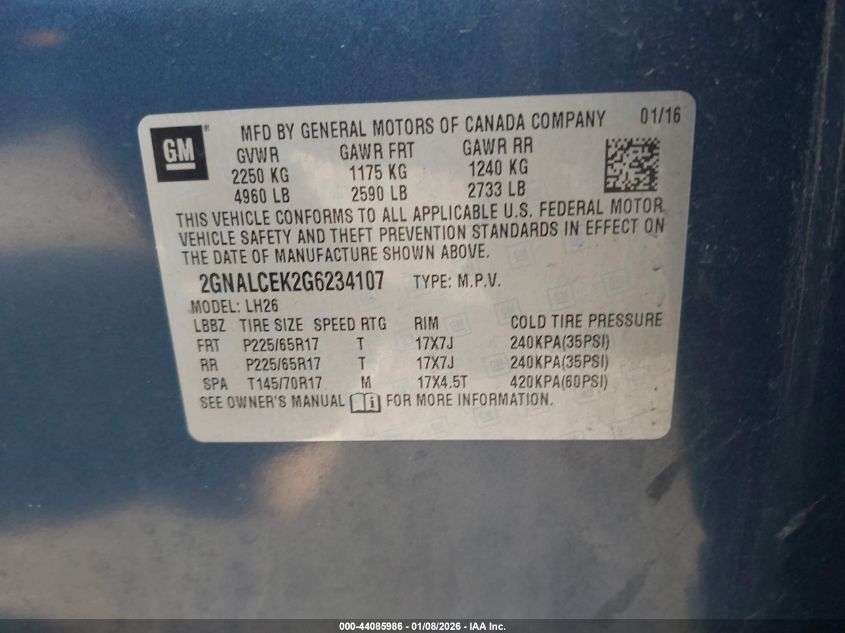 GM
®
MFD BY GENERAL MOTORS OF CANADA COMPANY 01/16
GVWR GAWR FRT GAWR RR
2250 KG 1175 KG 1240 KG
4960 LB 2590 LB 2733 LB
THIS VEHICLE CONFORMS TO ALL APPLICABLE U.S. FEDERAL MOTOR
VEHICLE SAFETY AND THEFT PREVENTION STANDARDS IN EFFECT ON
THE DATE OF MANUFACTURE SHOWN ABOVE.
2GNALCEK2G6234107 TYPE: M.P.V.
MODEL: LH26
LBBZ TIRE SIZE SPEED RTG RIM COLD TIRE PRESSURE
FRT P225/65R17 T 17X7J 240KPA(35PSI)
RR P225/65R17 T 17X7J 240KPA(35PSI)
SPA T145/70R17 M 17X4.5T 420KPA(60PSI)
SEE OWNER'S MANUAL i FOR MORE INFORMATION.
000-44085986 - 01/08/2026 - IAA Inc.